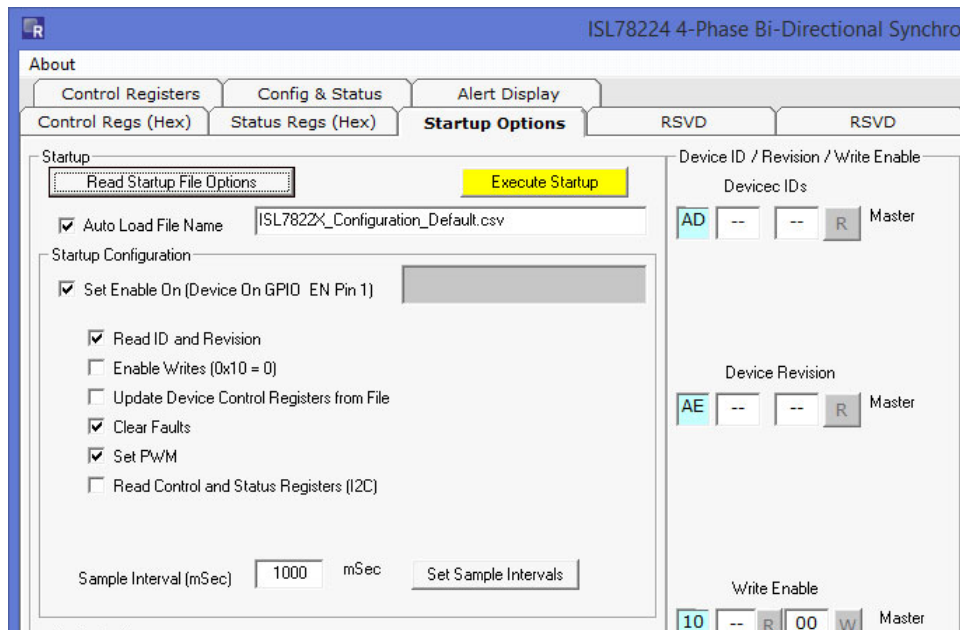 R
ISL78224 4-Phase Bi-Directional Synchro
About
Control Registers Config & Status Alert Display
Control Regs (Hex) Status Regs (Hex) Startup Options RSVD RSVD
Startup
Read Startup File Options Execute Startup
Auto Load File Name ISL7822X_Configuration_Default.csv
Startup Configuration
Set Enable On (Device On GPIO EN Pin 1)
Read ID and Revision
Enable Writes (0x10 = 0)
Update Device Control Registers from File
Clear Faults
Set PWM
Read Control and Status Registers (I2C)
Sample Interval (mSec) 1000 mSec Set Sample Intervals
Device ID / Revision / Write Enable
Devicec IDs
AD -- -- R Master
Device Revision
AE -- -- R Master
Write Enable
10 -- R 00 W Master